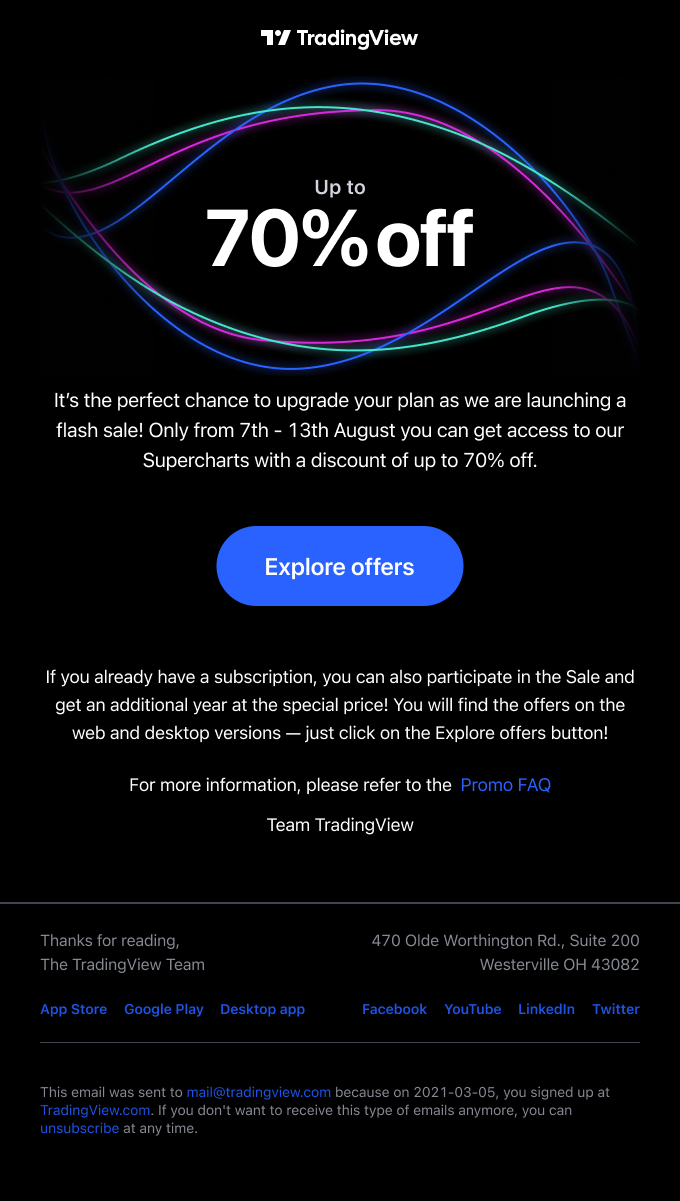 TradingView
Up to
70% off
It’s the perfect chance to upgrade your plan as we are launching a
flash sale! Only from 7th - 13th August you can get access to our
Supercharts with a discount of up to 70% off.
Explore offers
If you already have a subscription, you can also participate in the Sale and
get an additional year at the special price! You will find the offers on the
web and desktop versions — just click on the Explore offers button!
For more information, please refer to the Promo FAQ
Team TradingView
Thanks for reading,
The TradingView Team
470 Olde Worthington Rd., Suite 200
Westerville OH 43082
App Store Google Play Desktop app
Facebook YouTube LinkedIn Twitter
This email was sent to mail@tradingview.com because on 2021-03-05, you signed up at
TradingView.com. If you don't want to receive this type of emails anymore, you can
unsubscribe at any time.